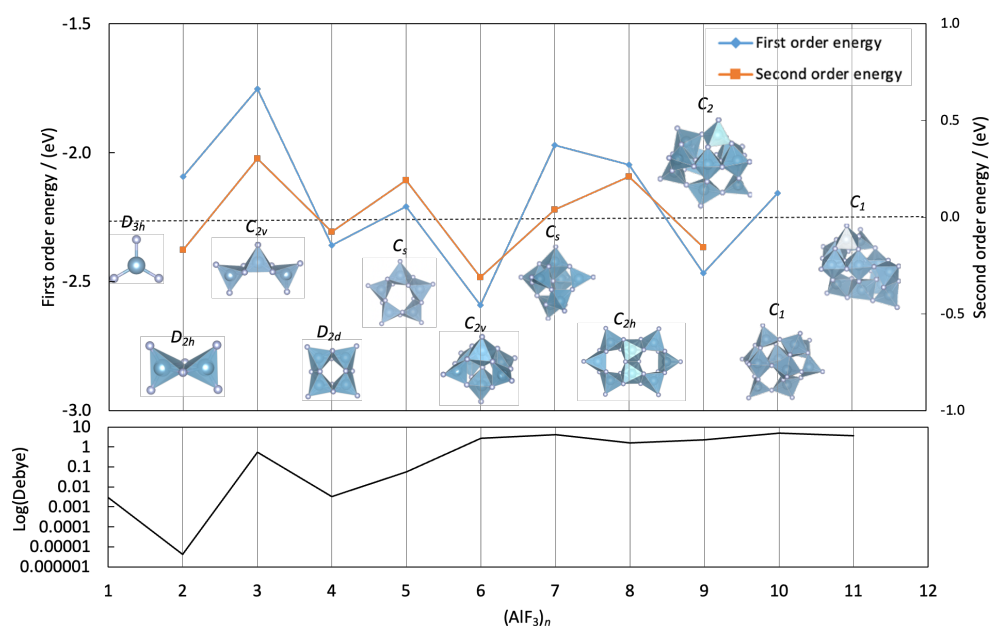 -1.5
-2.0
-2.5
-3.0
First order energy / (eV)
1.0
0.5
0.0
-0.5
-1.0
Second order energy / (eV)
First order energy
Second order energy
D3h
C2v
Cs
Cs
C2
C1
D2h
D2d
C2v
C2h
C1
10
1
0.1
0.01
0.001
0.0001
0.00001
0.000001
Log(Debye)
1 2 3 4 5 6 7 8 9 10 11 12
(AlF3)n